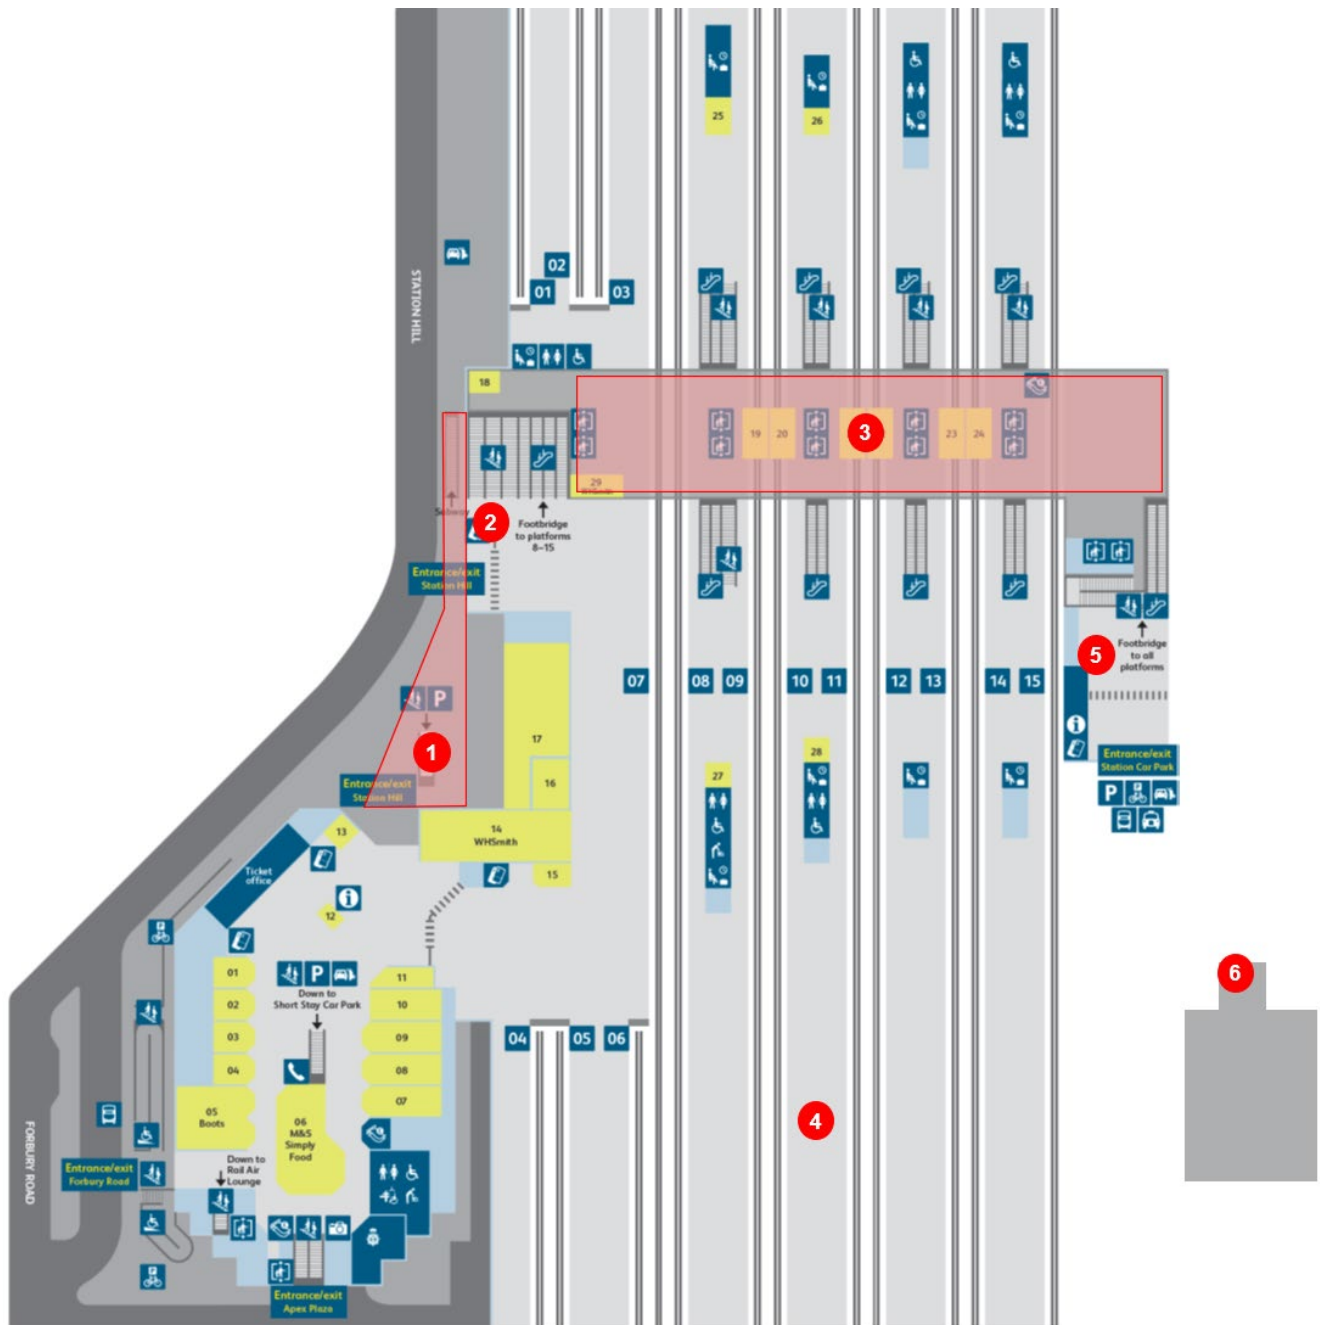 25
26
STATION HILL
02
01
03
18
19
20
3
23
24
29
WHSmith
Subway
2
Footbridge
to platforms
8–15
Entrance/exit
Station Hill
5
Footbridge
to all
platforms
07
08
09
10
11
12
13
14
15
P
1
17
16
27
28
Entrance/exit
Station Car Park
P
Entrance/exit
Station Hill
14
WHSmith
13
15
Ticket
office
12
01
02
03
04
05
Boots
P
Down to
Short Stay Car Park
11
10
09
08
07
06
M&S
Simply
Food
04
05
06
4
6
FORBURY ROAD
Entrance/exit
Forbury Road
Down to
Rail Air
Lounge
Entrance/exit
Apex Plaza